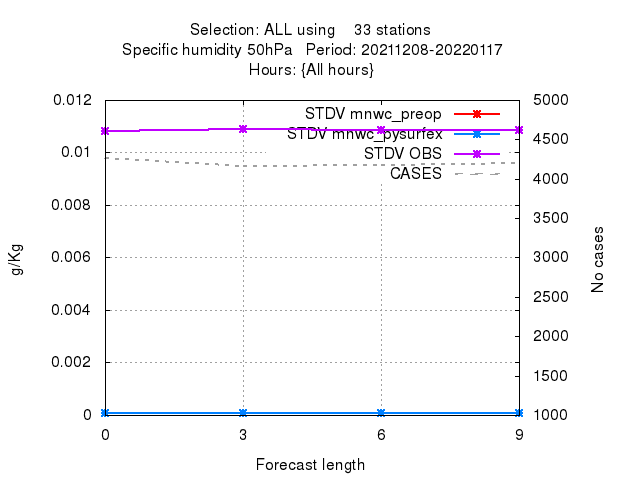 Selection: ALL using 33 stations
Specific humidity 50hPa Period: 20211208-20220117
Hours: {All hours}
0.012
0.01
0.008
0.006
0.004
0.002
0
g/Kg
STDV mnwc_preop
STDV mnwc_pysurfex
STDV OBS
CASES
5000
4500
4000
3500
3000
2500
2000
1500
1000
No cases
0 3 6 9
Forecast length